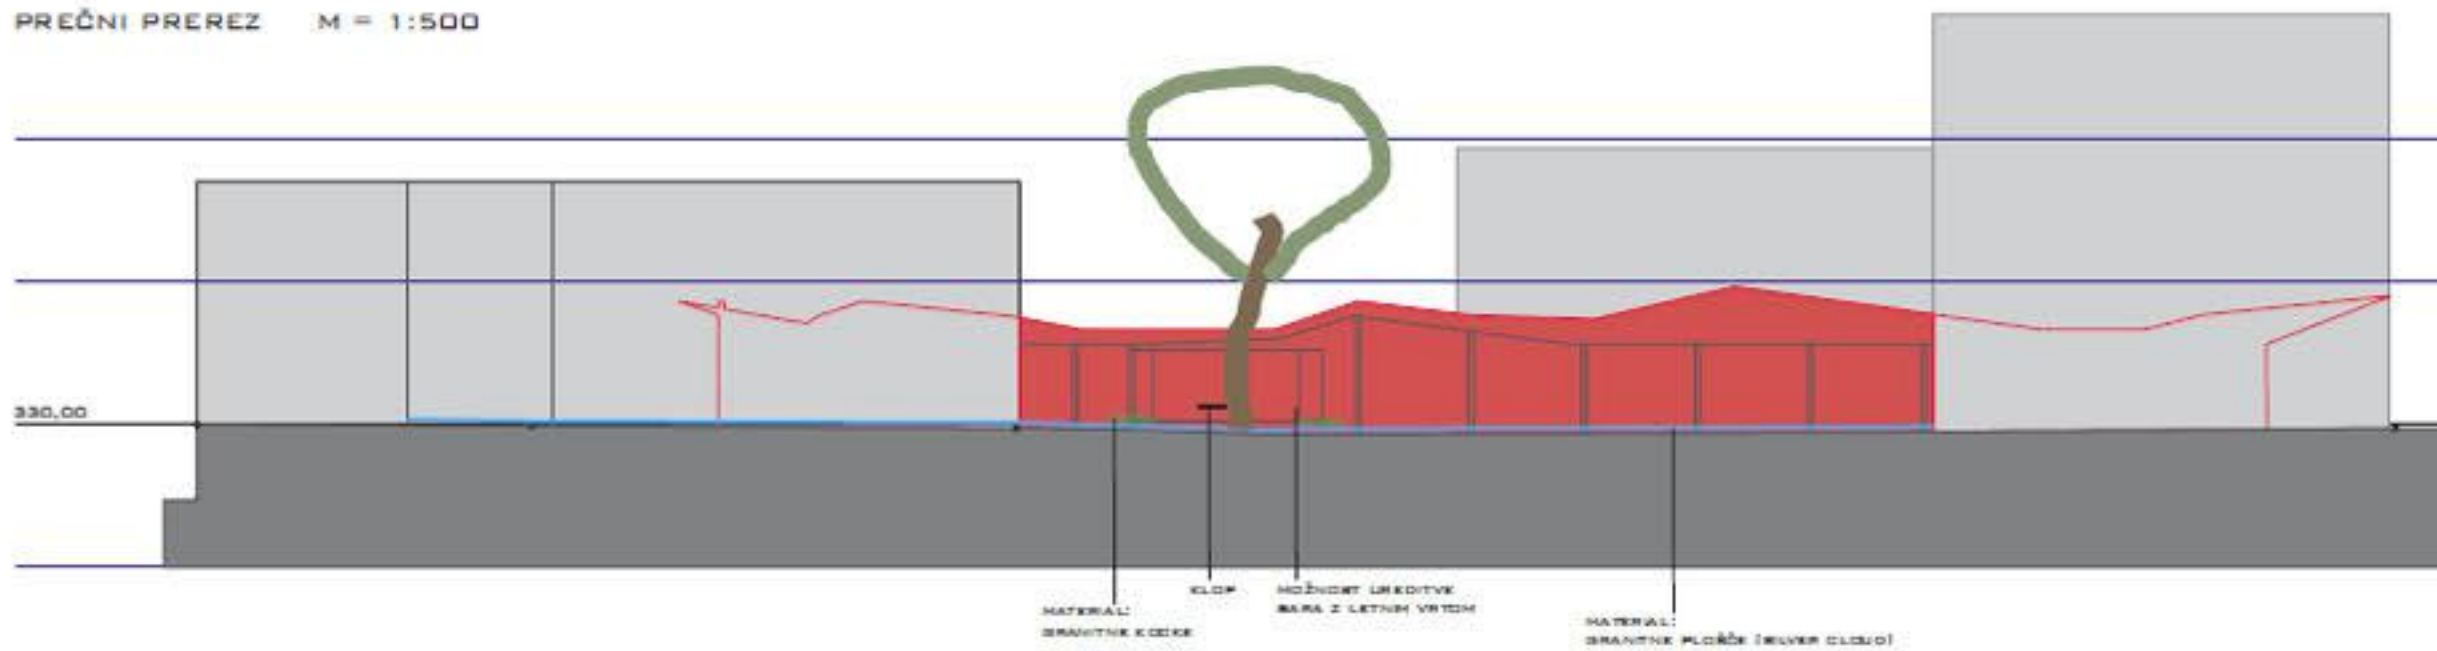 PREČNI PREREZ M = 1:500
330,00
KLOP
MOŽNOST UREDITVE
BARA Z LETNIM VRTOM
MATERIAL:
GRANITNE KOCKE
MATERIAL:
GRANITNE PLOŠČE (SILVER CLOUD)